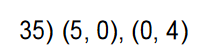 35) (5, 0), (0, 4)